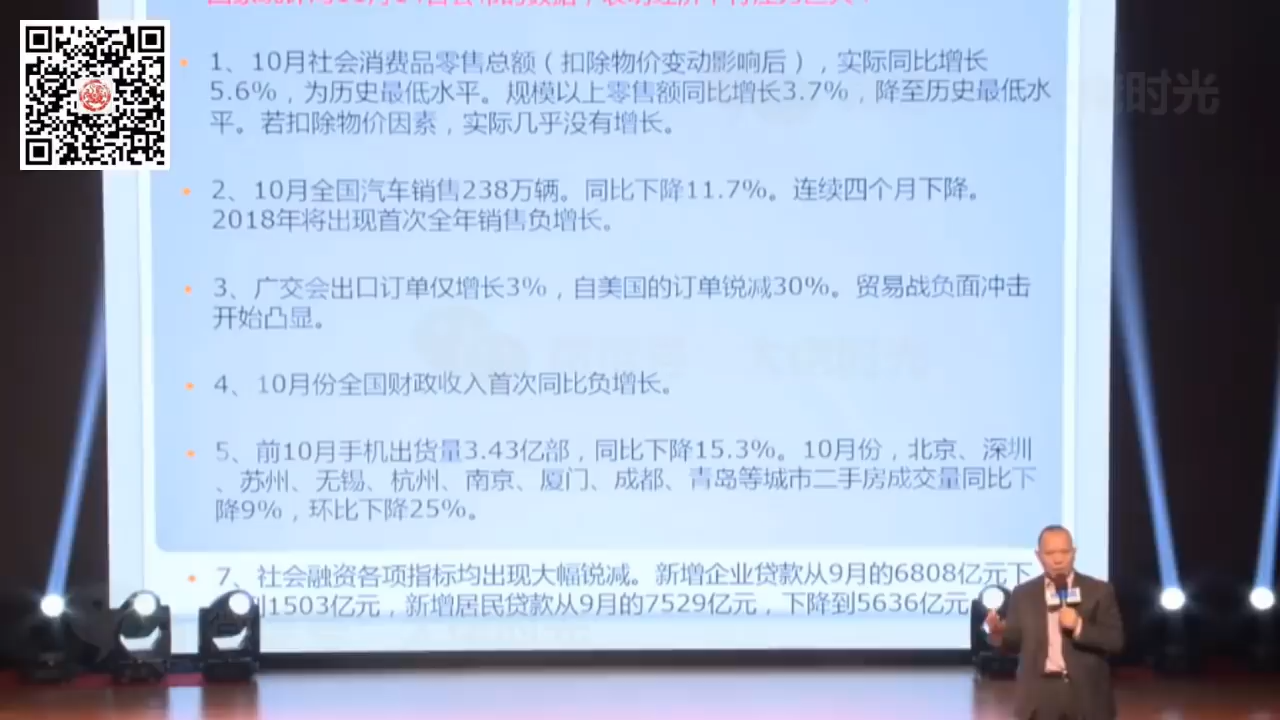 1、10月社会消费品零售总额（扣除物价变动影响后），实际同比增长
5.6%，为历史最低水平。规模以上零售额同比增长3.7%，降至历史最低水
平。若扣除物价因素，实际几乎没有增长。
2、10月全国汽车销售238万辆。同比下降11.7%。连续四个月下降。
2018年将出现首次全年销售负增长。
3、广交会出口订单仅增长3%，自美国的订单锐减30%。贸易战负面冲击
开始凸显。
4、10月份全国财政收入首次同比负增长。
5、前10月手机出货量3.43亿部，同比下降15.3%。10月份，北京、深圳
、苏州、无锡、杭州、南京、厦门、成都、青岛等城市二手房成交量同比下
降9%，环比下降25%。
7、社会融资各项指标均出现大幅锐减。新增企业贷款从9月的6808亿元下
到1503亿元，新增居民贷款从9月的7529亿元，下降到5636亿元
时光